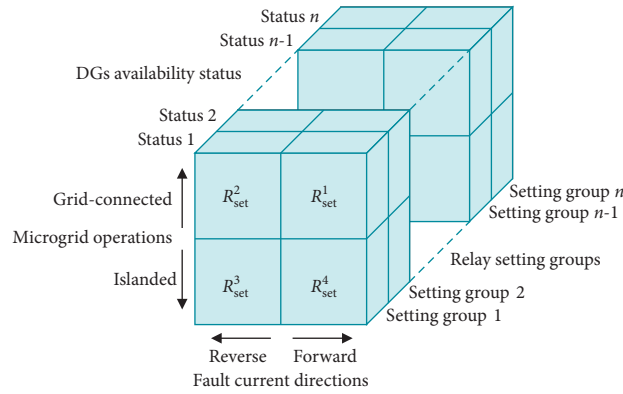 Status n
Status n-1
DGs availability status
Status 2
Status 1
Grid-connected
Microgrid operations
Islanded
R²set
R¹set
R³set
R⁴set
Setting group n
Setting group n-1
Relay setting groups
Setting group 2
Setting group 1
Reverse
Forward
Fault current directions